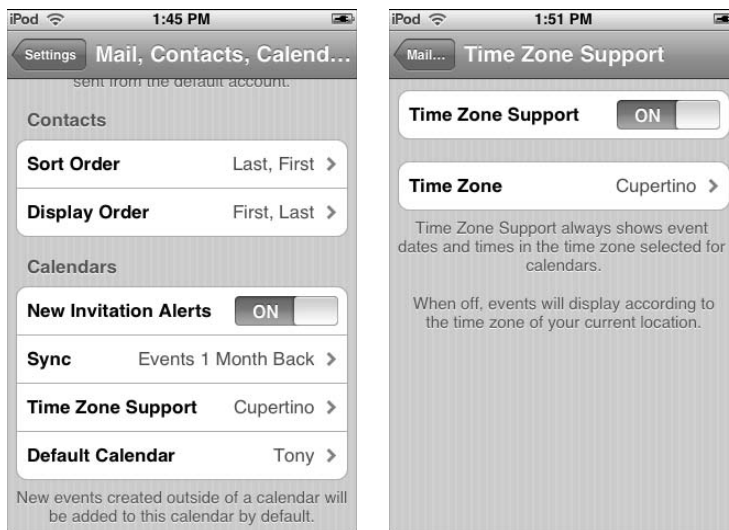 iPod 1:45 PM
Settings Mail, Contacts, Calend...
sent from the default account.
Contacts
Sort Order Last, First
Display Order First, Last
Calendars
New Invitation Alerts ON
Sync Events 1 Month Back
Time Zone Support Cupertino
Default Calendar Tony
New events created outside of a calendar will
be added to this calendar by default.
iPod 1:51 PM
Mail... Time Zone Support
Time Zone Support ON
Time Zone Cupertino
Time Zone Support always shows event
dates and times in the time zone selected for
calendars.
When off, events will display according to
the time zone of your current location.